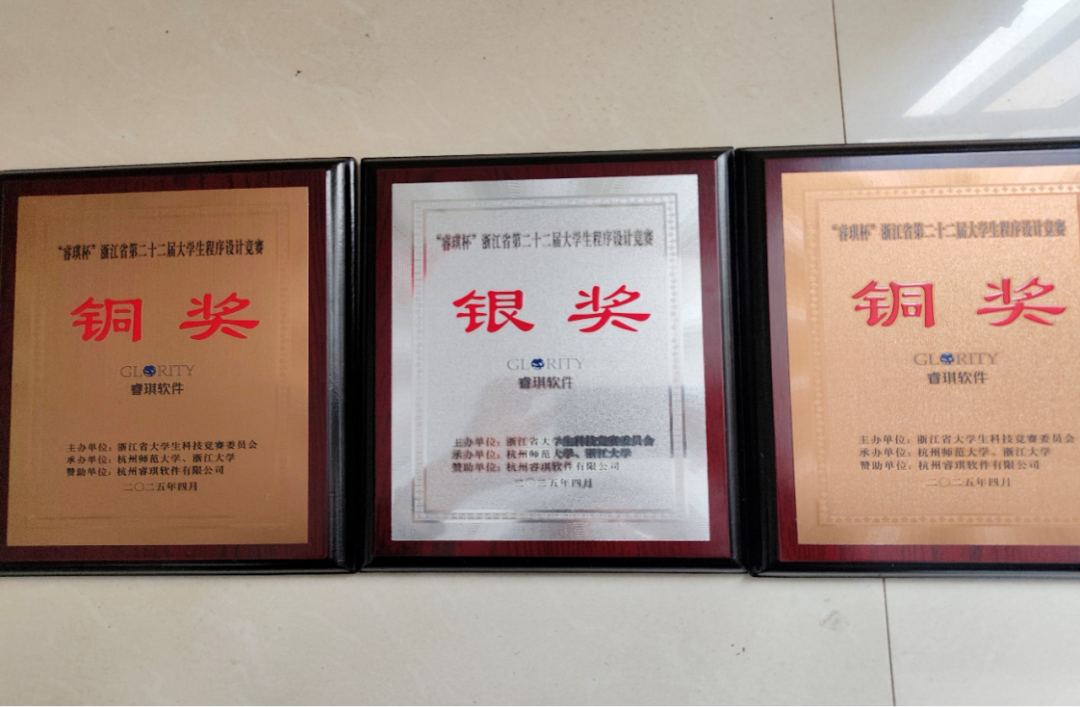 “睿琪杯”浙江省第二十二届大学生程序设计竞赛
铜奖
GLORITY
睿琪软件
主办单位：浙江省大学生科技竞赛委员会
承办单位：杭州师范大学、浙江大学
赞助单位：杭州睿琪软件有限公司
二〇二五年四月
“睿琪杯”浙江省第二十二届大学生程序设计竞赛
银奖
GLORITY
睿琪软件
主办单位：浙江省大学生科技竞赛委员会
承办单位：杭州师范大学、浙江大学
赞助单位：杭州睿琪软件有限公司
二〇二五年四月
“睿琪杯”浙江省第二十二届大学生程序设计竞赛
铜奖
GLORITY
睿琪软件
主办单位：浙江省大学生科技竞赛委员会
承办单位：杭州师范大学、浙江大学
赞助单位：杭州睿琪软件有限公司
二〇二五年四月